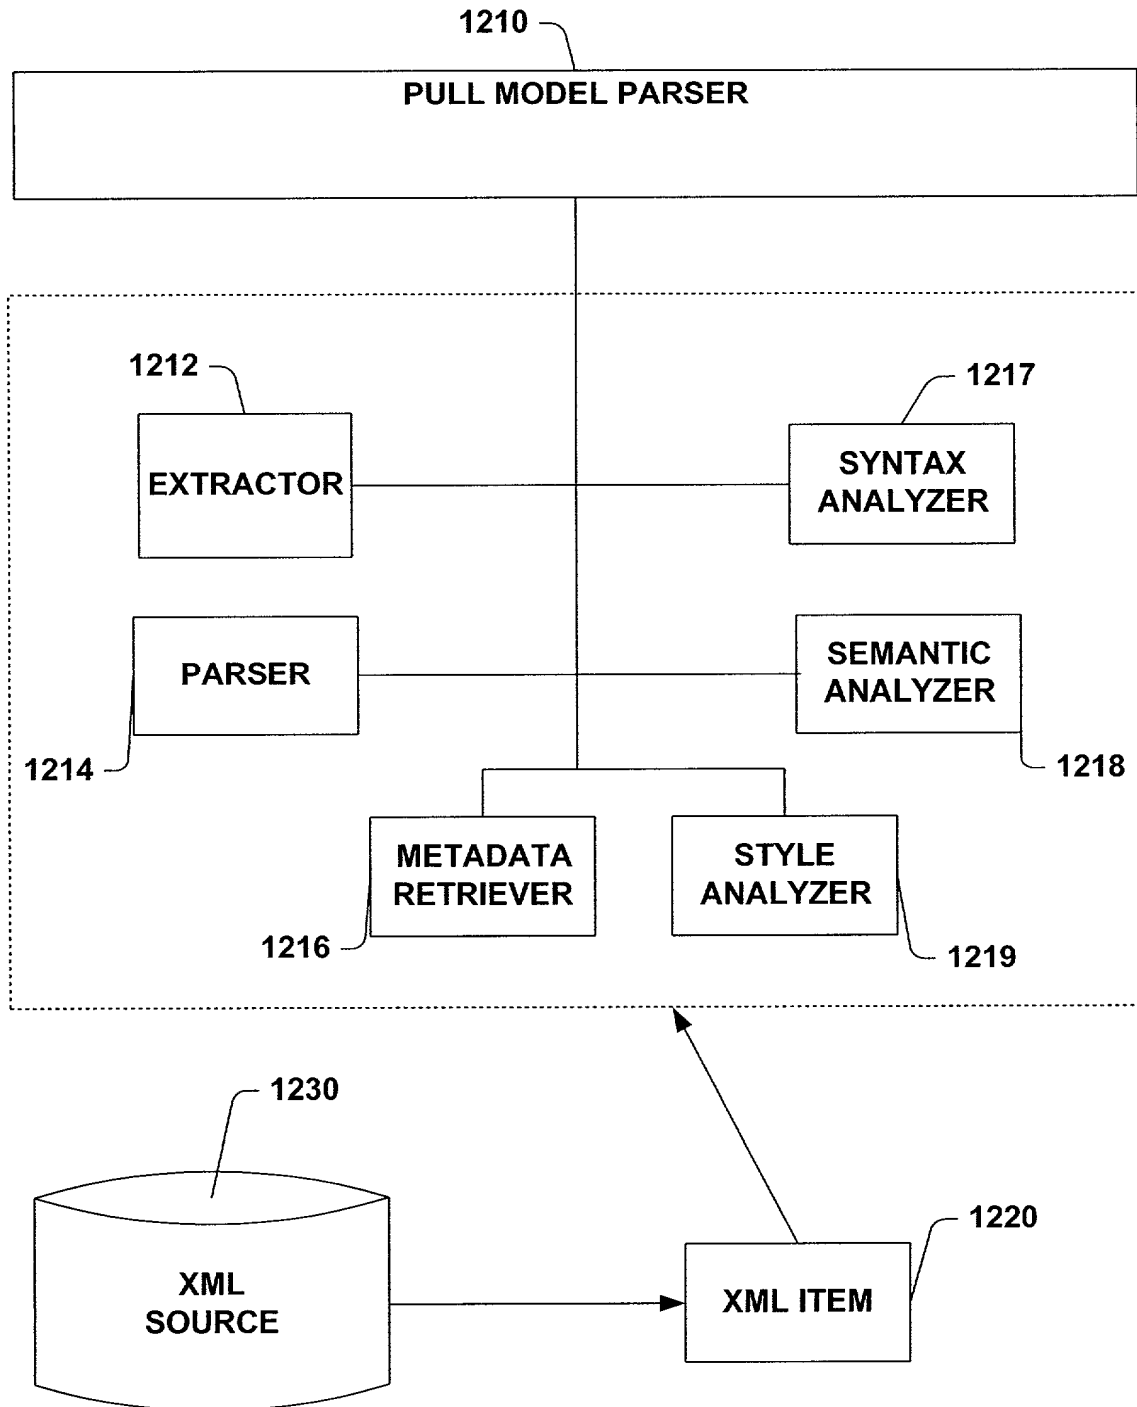 1210
PULL MODEL PARSER
1212
1217
EXTRACTOR
SYNTAX
ANALYZER
PARSER
SEMANTIC
ANALYZER
1214
1218
METADATA
RETRIEVER
STYLE
ANALYZER
1216
1219
1230
1220
XML
SOURCE
XML ITEM